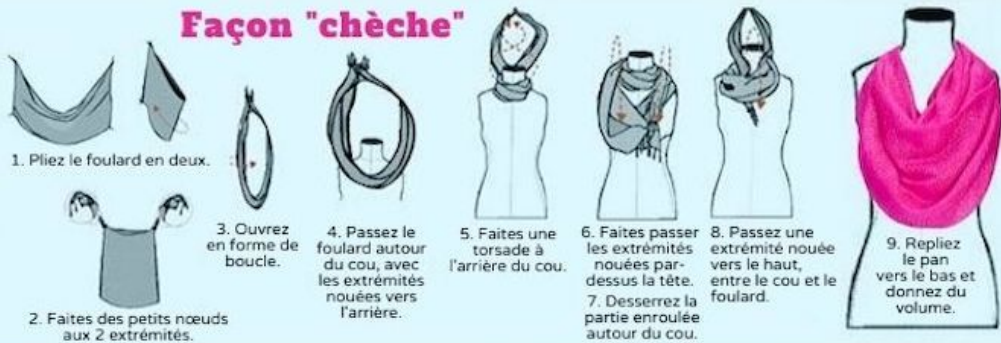 Façon "chèche"
1. Pliez le foulard en deux.
2. Faites des petits nœuds
aux 2 extrémités.
3. Ouvrez
en forme de
boucle.
4. Passez le
foulard autour
du cou, avec
les extrémités
nouées vers
l'arrière.
5. Faites une
torsade à
l'arrière du cou.
6. Faites passer
les extrémités
nouées par-
dessus la tête.
7. Desserrez la
partie enroulée
autour du cou.
8. Passez une
extrémité nouée
vers le haut,
entre le cou et le
foulard.
9. Repliez
le pan
vers le bas et
donnez du
volume.